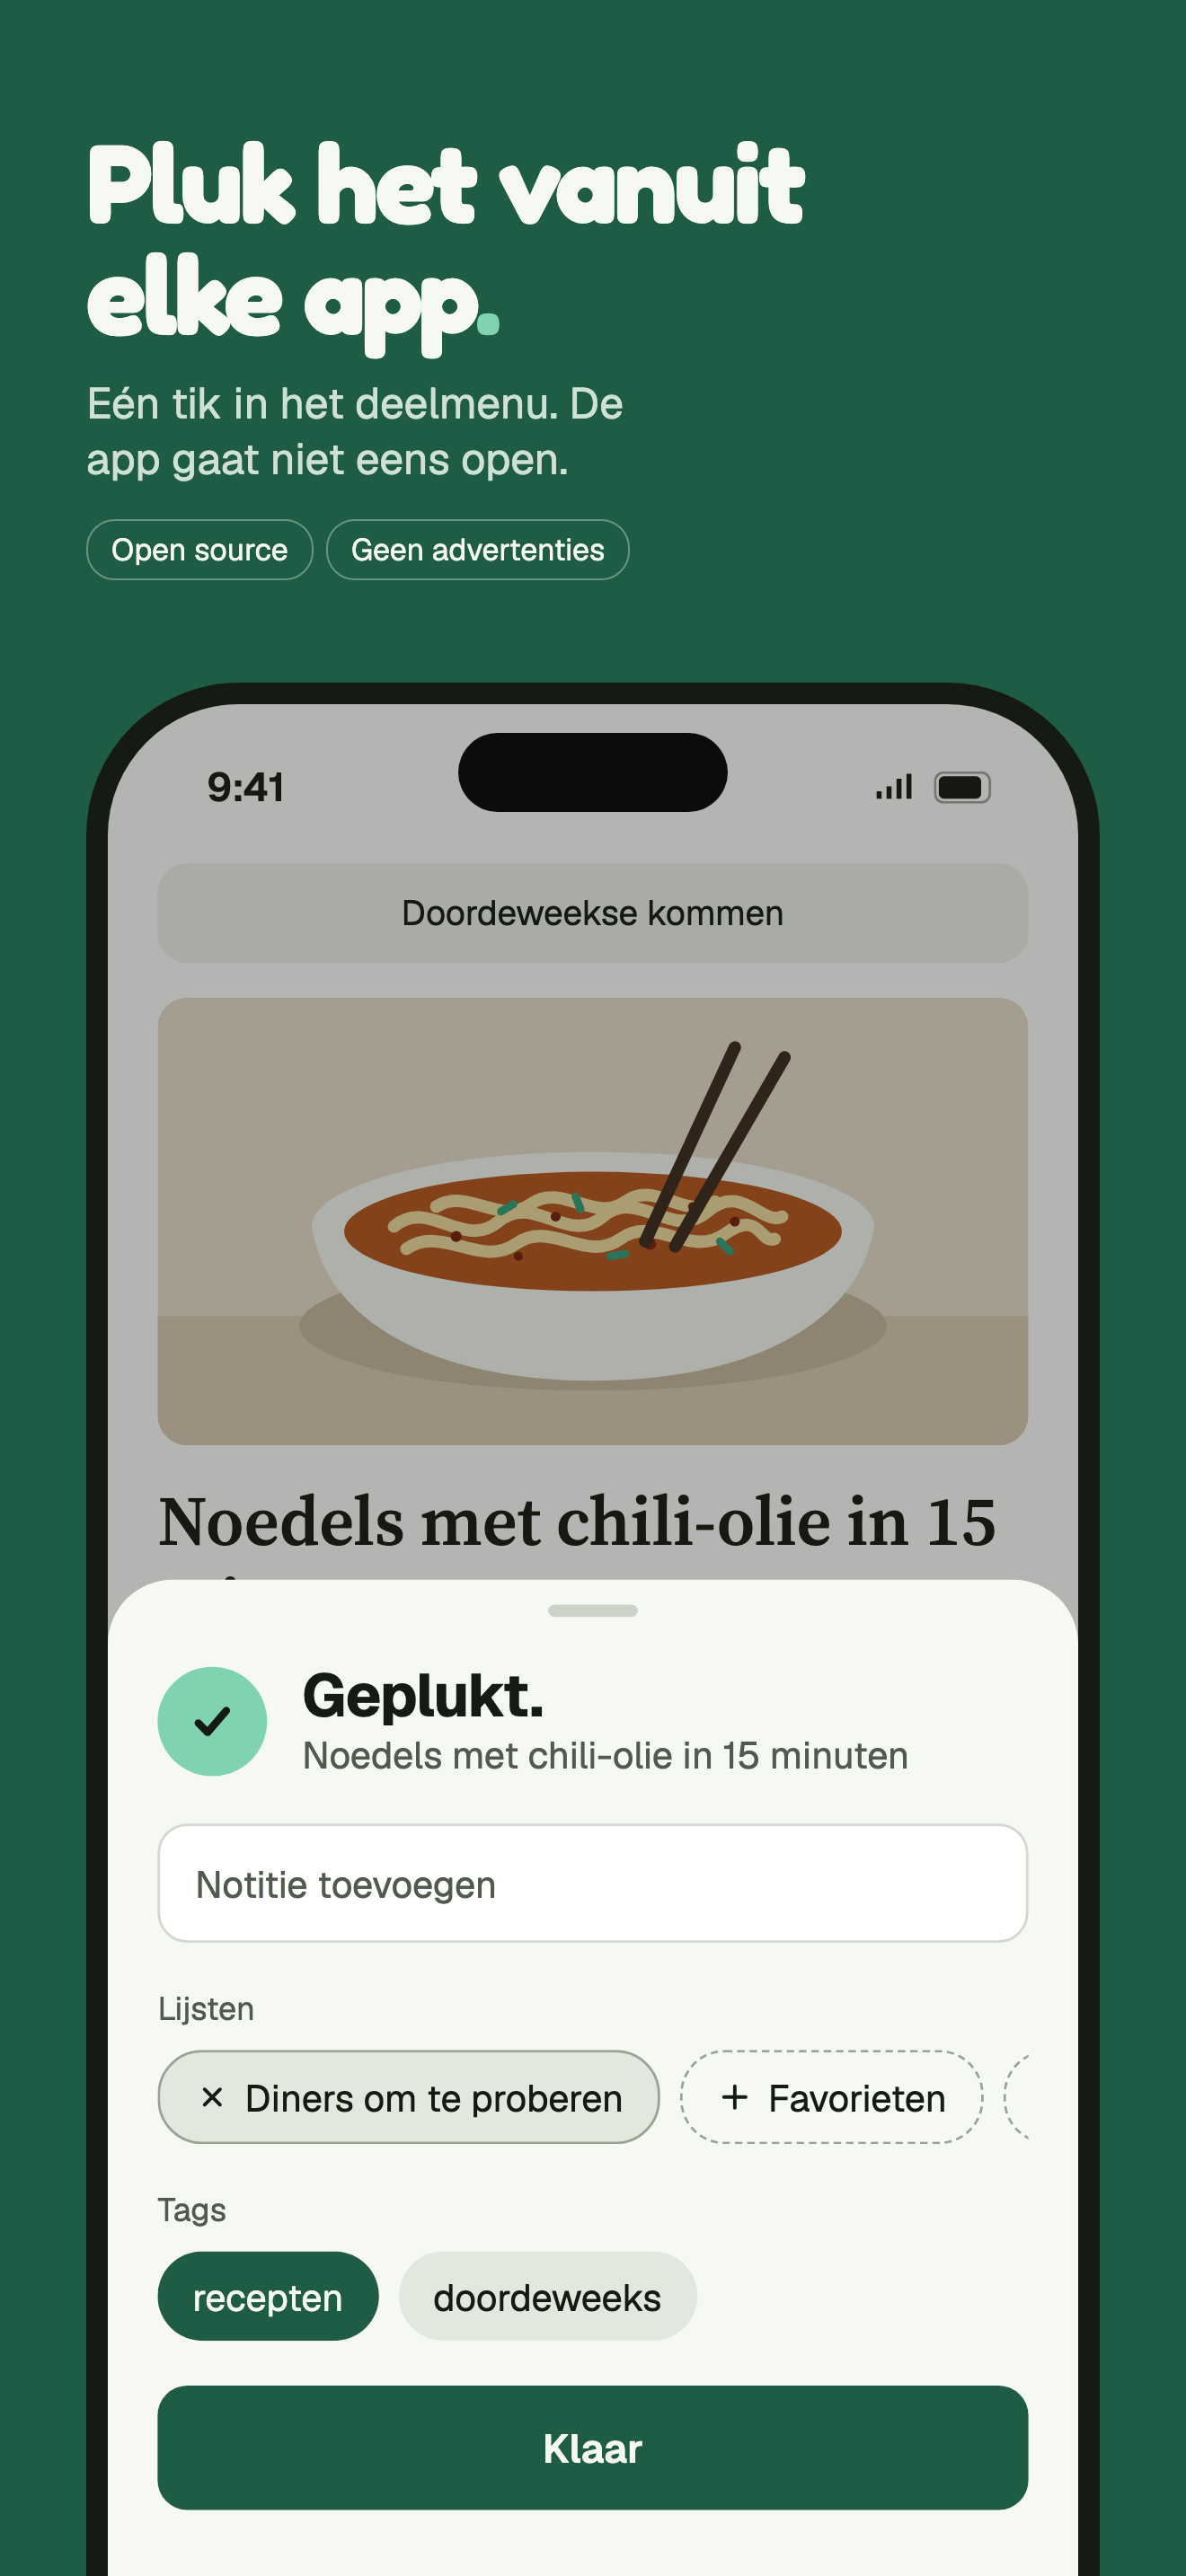 Pluk het vanuit
elke app.
Eén tik in het deelmenu. De
app gaat niet eens open.
Open source
Geen advertenties
9:41
Doordeweekse kommen
Noedels met chili-olie in 15
Geplukt.
Noedels met chili-olie in 15 minuten
Notitie toevoegen
Lijsten
Diners om te proberen
Favorieten
Tags
recepten
doordeweeks
Klaar